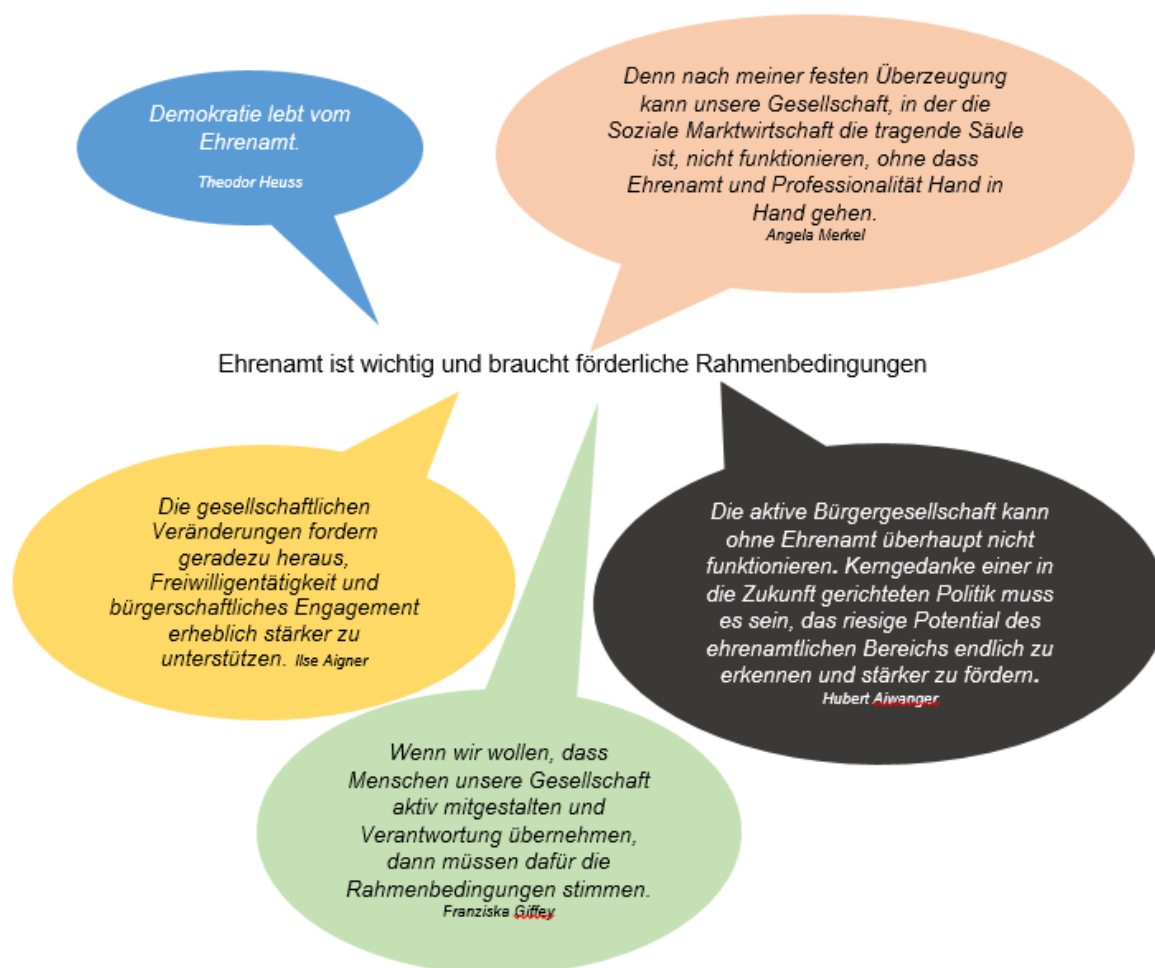 Demokratie lebt vom
Ehrenamt.
Theodor Heuss
Denn nach meiner festen Überzeugung
kann unsere Gesellschaft, in der die
Soziale Marktwirtschaft die tragende Säule
ist, nicht funktionieren, ohne dass
Ehrenamt und Professionalität Hand in
Hand gehen.
Angela Merkel
Ehrenamt ist wichtig und braucht förderliche Rahmenbedingungen
Die gesellschaftlichen
Veränderungen fordern
geradezu heraus,
Freiwilligentätigkeit und
bürgerschaftliches Engagement
erheblich stärker zu
unterstützen. Ilse Aigner
Die aktive Bürgergesellschaft kann
ohne Ehrenamt überhaupt nicht
funktionieren. Kerngedanke einer in
die Zukunft gerichteten Politik muss
es sein, das riesige Potential des
ehrenamtlichen Bereichs endlich zu
erkennen und stärker zu fördern.
Hubert Aiwanger
Wenn wir wollen, dass
Menschen unsere Gesellschaft
aktiv mitgestalten und
Verantwortung übernehmen,
dann müssen dafür die
Rahmenbedingungen stimmen.
Franziska Giffey